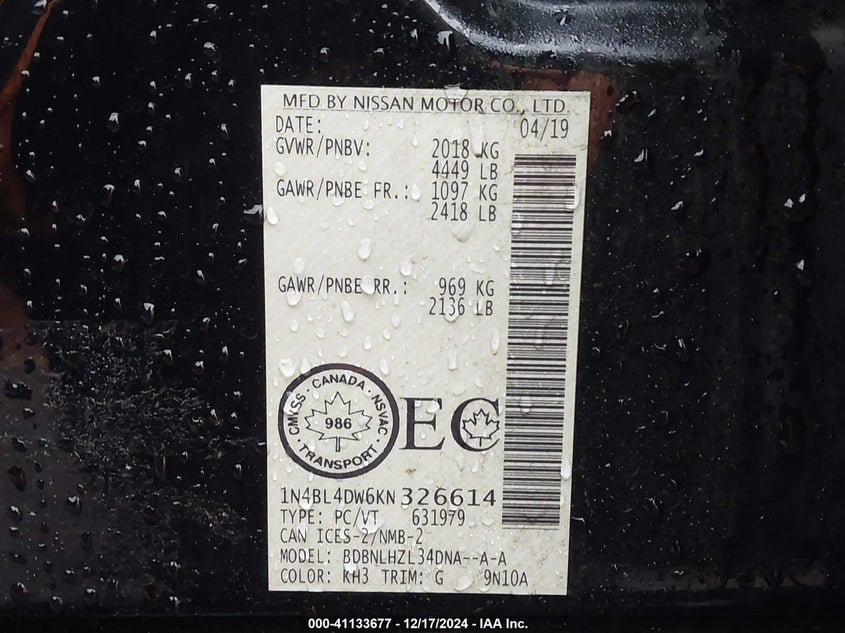 MFD BY NISSAN MOTOR CO., LTD.
DATE: 04/19
GVWR/PNBV: 2018 KG
4449 LB
GAWR/PNBE FR.: 1097 KG
2418 LB
GAWR/PNBE RR.: 969 KG
2136 LB
CMVSS · CANADA · NSVAC
986
· TRANSPORT ·
EC
1N4BL4DW6KN326614
TYPE: PC/VT 631979
CAN ICES-2/NMB-2
MODEL: BDBNLHZL34DNA--A-A
COLOR: KH3 TRIM: G 9N10A
000-41133677 - 12/17/2024 - IAA Inc.